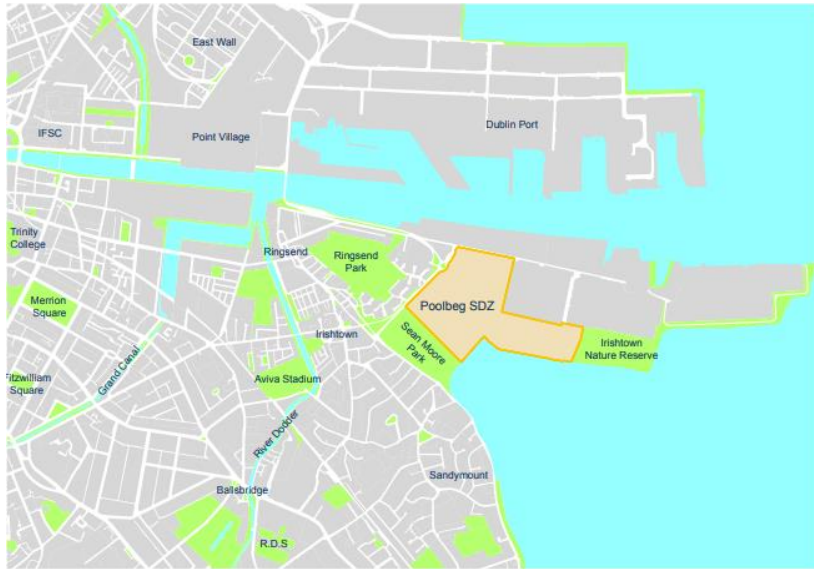 East Wall
Dublin Port
IFSC
Point Village
Trinity
College
Ringsend
Ringsend
Park
Merrion
Square
Poolbeg SDZ
Irishtown
Sean Moore
Park
Irishtown
Nature Reserve
Grand Canal
Aviva Stadium
Fitzwilliam
Square
River Dodder
Sandymount
Ballsbridge
R.D.S